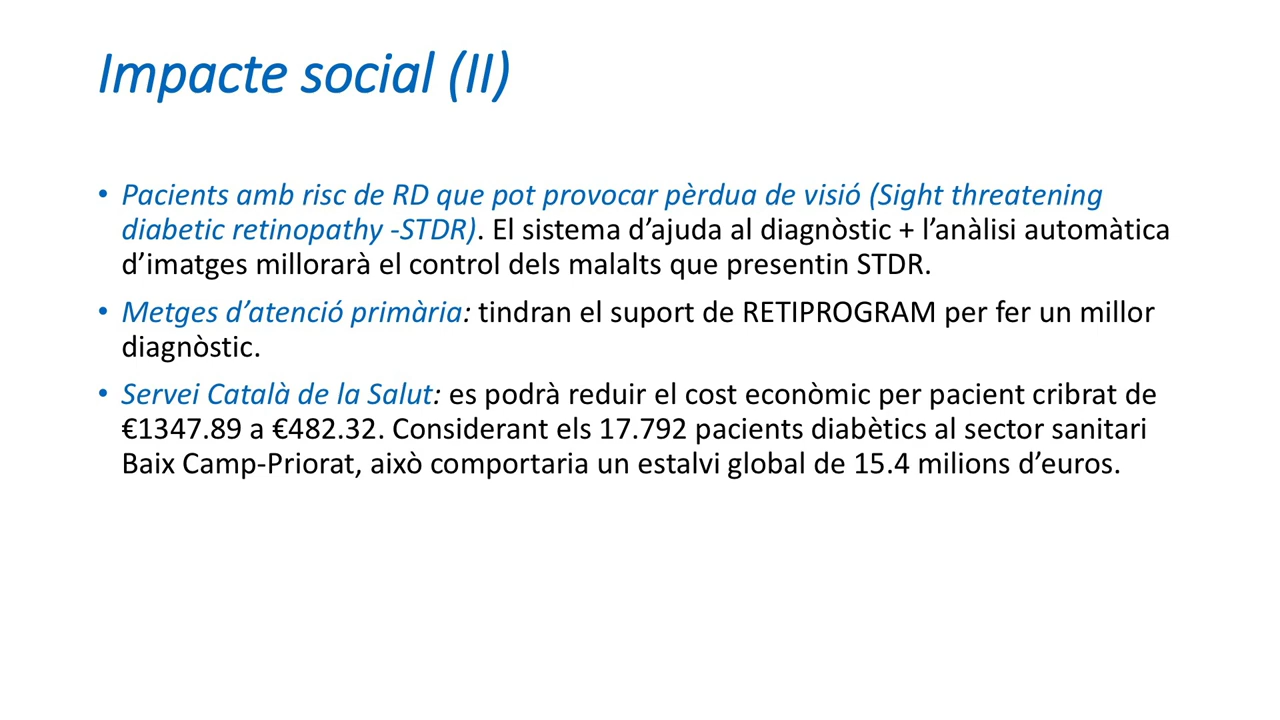 Impacte social (II)
• Pacients amb risc de RD que pot provocar pèrdua de visió (Sight threatening
diabetic retinopathy -STDR). El sistema d’ajuda al diagnòstic + l’anàlisi automàtica
d’imatges millorarà el control dels malalts que presentin STDR.
• Metges d’atenció primària: tindran el suport de RETIPROGRAM per fer un millor
diagnòstic.
• Servei Català de la Salut: es podrà reduir el cost econòmic per pacient cribrat de
€1347.89 a €482.32. Considerant els 17.792 pacients diabètics al sector sanitari
Baix Camp-Priorat, això comportaria un estalvi global de 15.4 milions d’euros.